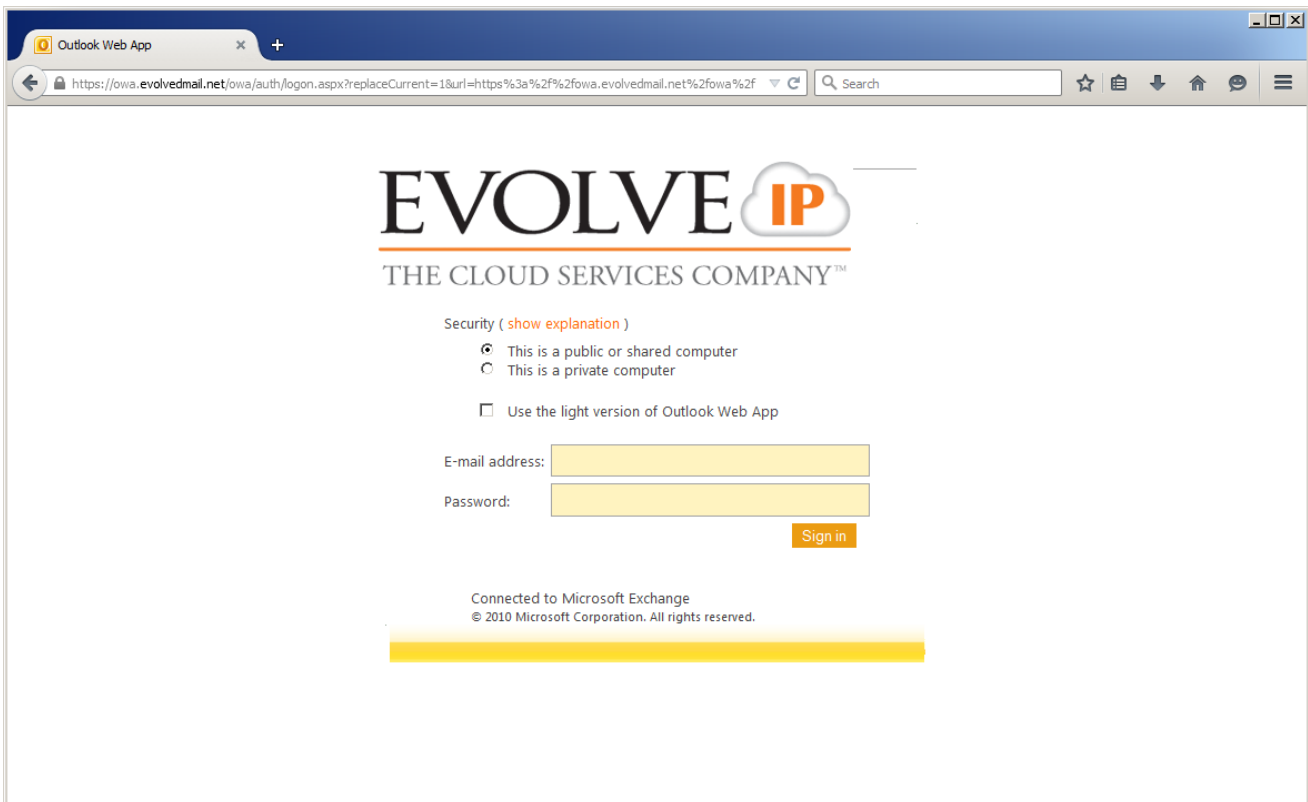 Outlook Web App
https://owa.evolvedmail.net/owa/auth/logon.aspx?replaceCurrent=1&url=https%3a%2f%2fowa.evolvedmail.net%2fowa%2f
Search
EVOLVE IP
THE CLOUD SERVICES COMPANY™
Security ( show explanation )
This is a public or shared computer
This is a private computer
Use the light version of Outlook Web App
E-mail address:
Password:
Sign in
Connected to Microsoft Exchange
© 2010 Microsoft Corporation. All rights reserved.